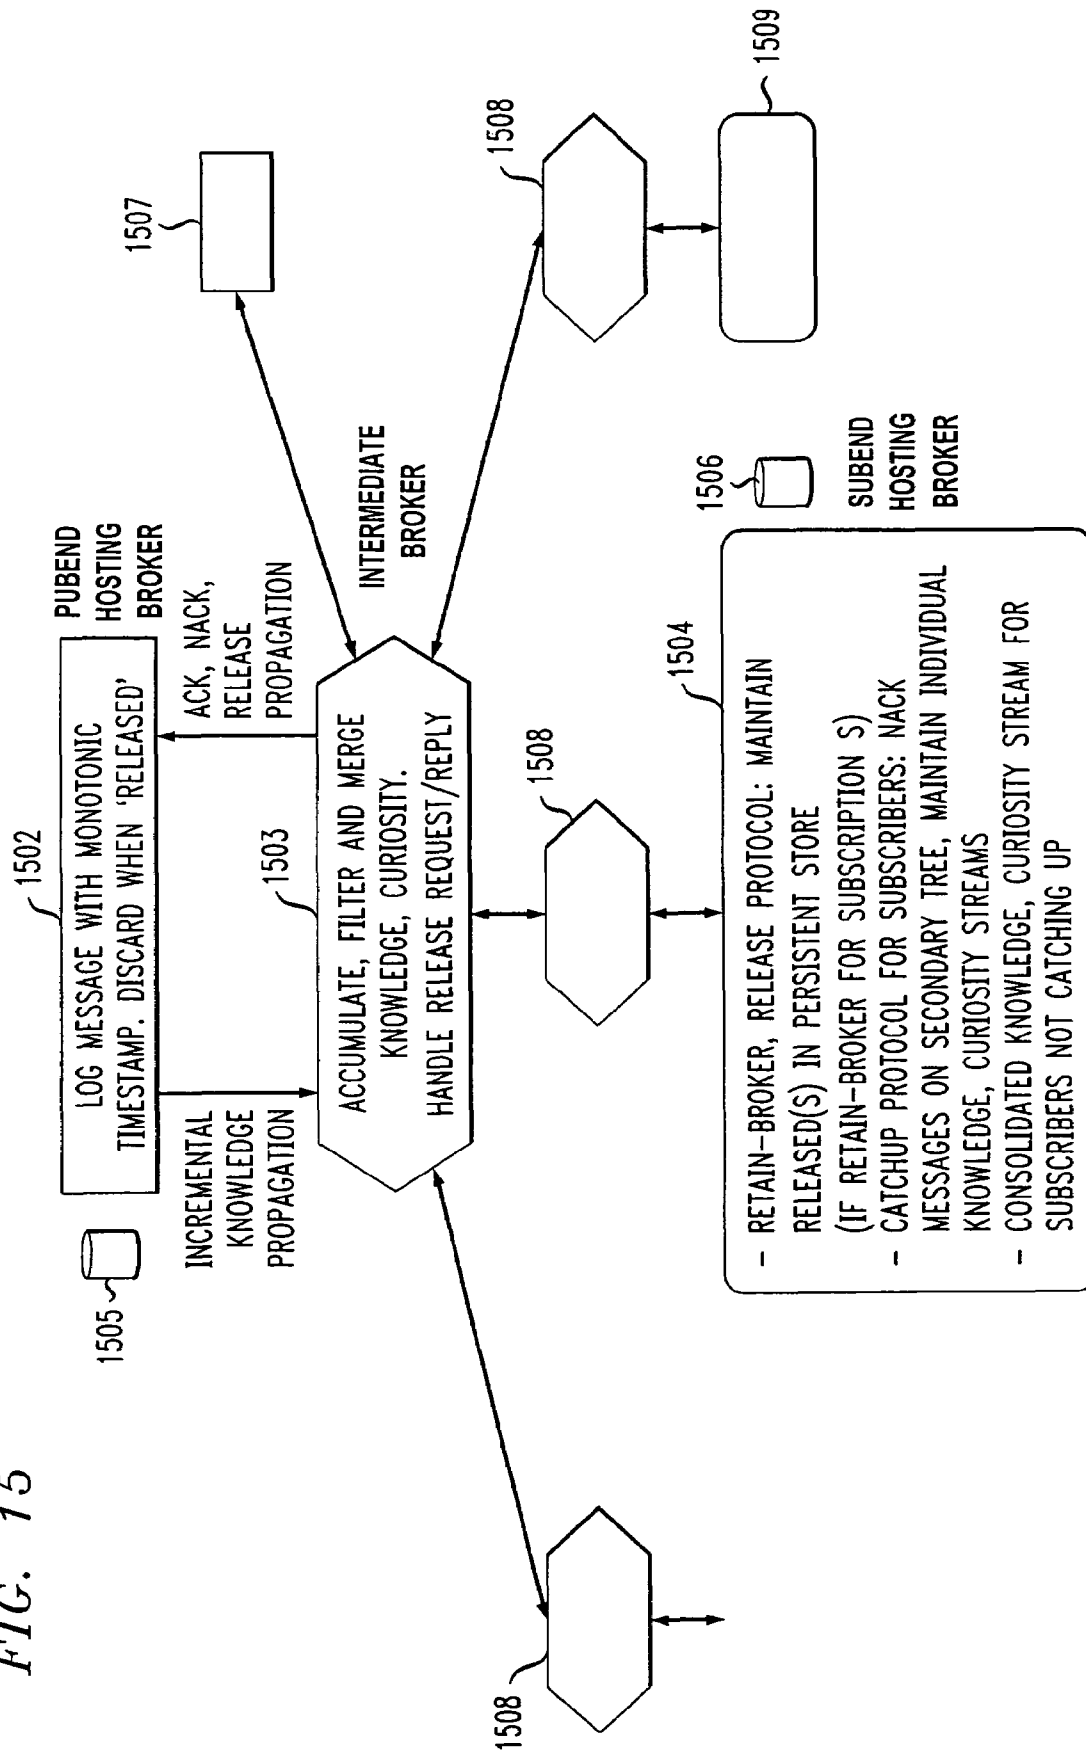 FIG. 15
1502
PUBEND
HOSTING
BROKER
LOG MESSAGE WITH MONOTONIC
TIMESTAMP. DISCARD WHEN 'RELEASED'
1505
INCREMENTAL
KNOWLEDGE
PROPAGATION
ACK, NACK,
RELEASE
PROPAGATION
1507
1503
ACCUMULATE, FILTER AND MERGE
KNOWLEDGE, CURIOSITY.
HANDLE RELEASE REQUEST/REPLY
INTERMEDIATE
BROKER
1508
1508
1508
1504
- RETAIN-BROKER, RELEASE PROTOCOL: MAINTAIN
RELEASED(S) IN PERSISTENT STORE
(IF RETAIN-BROKER FOR SUBSCRIPTION S)
- CATCHUP PROTOCOL FOR SUBSCRIBERS: NACK
MESSAGES ON SECONDARY TREE, MAINTAIN INDIVIDUAL
KNOWLEDGE, CURIOSITY STREAMS
- CONSOLIDATED KNOWLEDGE, CURIOSITY STREAM FOR
SUBSCRIBERS NOT CATCHING UP
1506
SUBEND
HOSTING
BROKER
1509